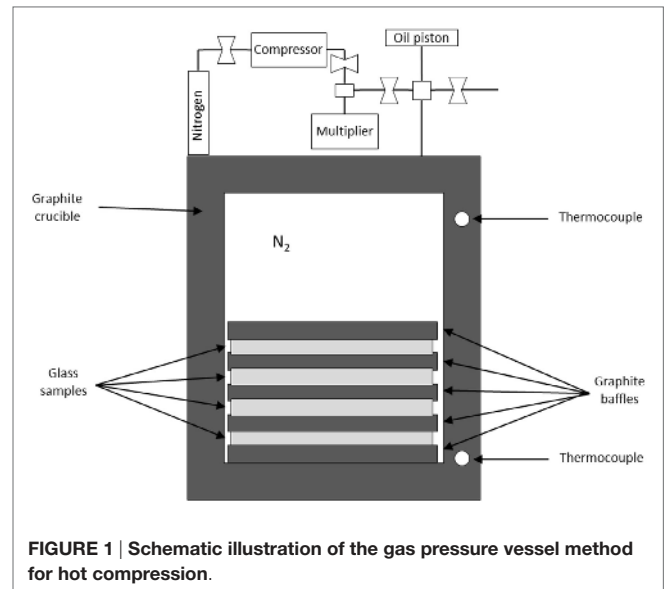 Oil piston
Compressor
Nitrogen
Multiplier
Graphite
crucible
Thermocouple
N₂
Glass
samples
Graphite
baffles
Thermocouple
FIGURE 1 | Schematic illustration of the gas pressure vessel method
for hot compression.